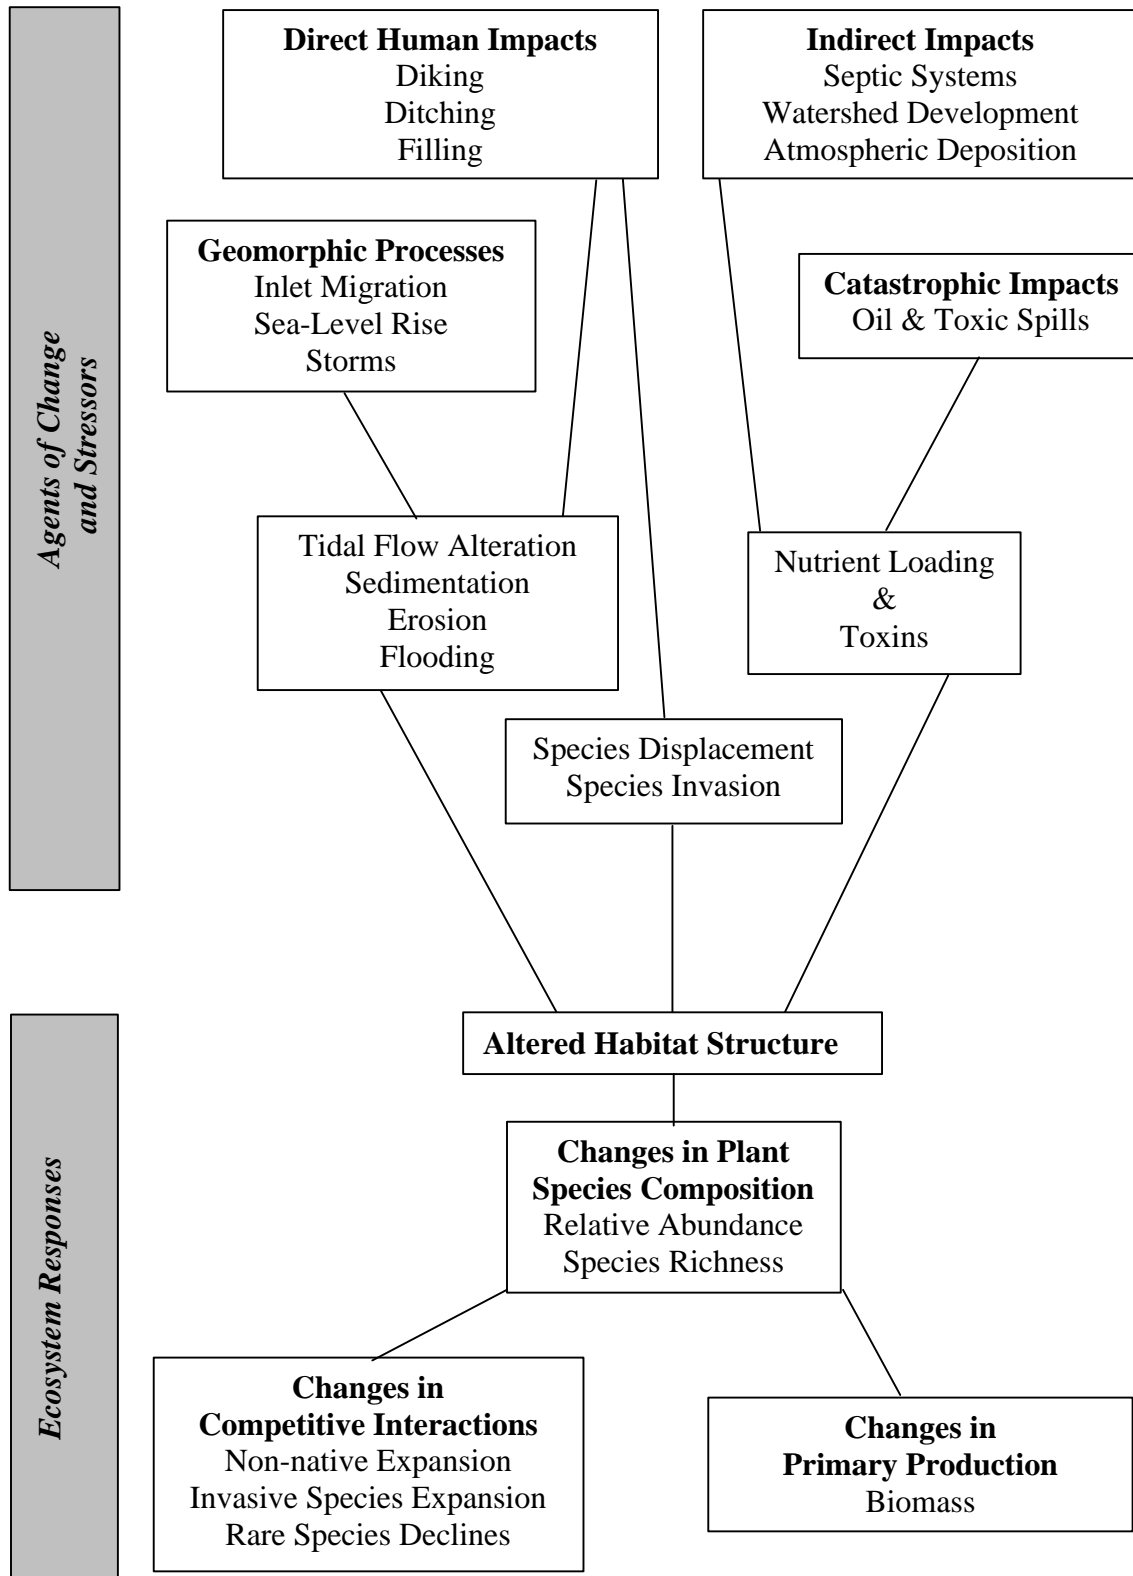 Direct Human Impacts
Diking
Ditching
Filling
Indirect Impacts
Septic Systems
Watershed Development
Atmospheric Deposition
Geomorphic Processes
Inlet Migration
Sea-Level Rise
Storms
Catastrophic Impacts
Oil & Toxic Spills
Agents of Change
and Stressors
Tidal Flow Alteration
Sedimentation
Erosion
Flooding
Nutrient Loading
&
Toxins
Species Displacement
Species Invasion
Altered Habitat Structure
Ecosystem Responses
Changes in Plant
Species Composition
Relative Abundance
Species Richness
Changes in
Competitive Interactions
Non-native Expansion
Invasive Species Expansion
Rare Species Declines
Changes in
Primary Production
Biomass